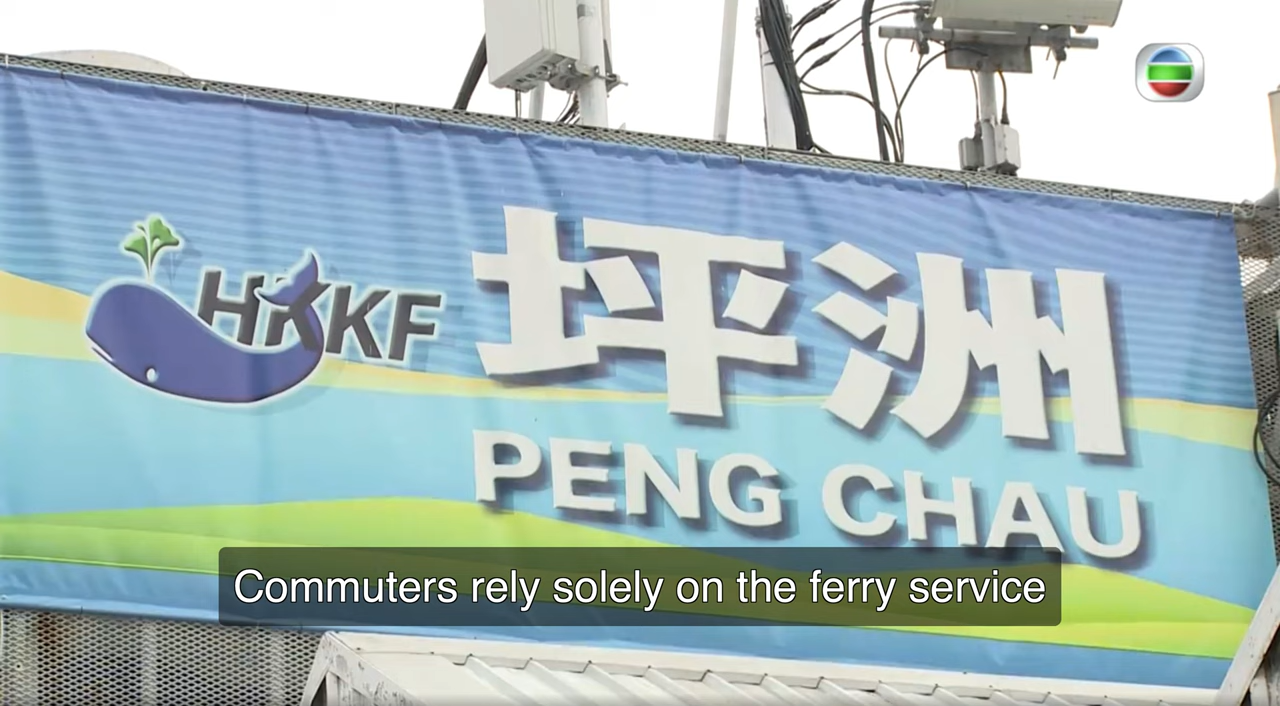 HKKF
坪洲
PENG CHAU
Commuters rely solely on the ferry service